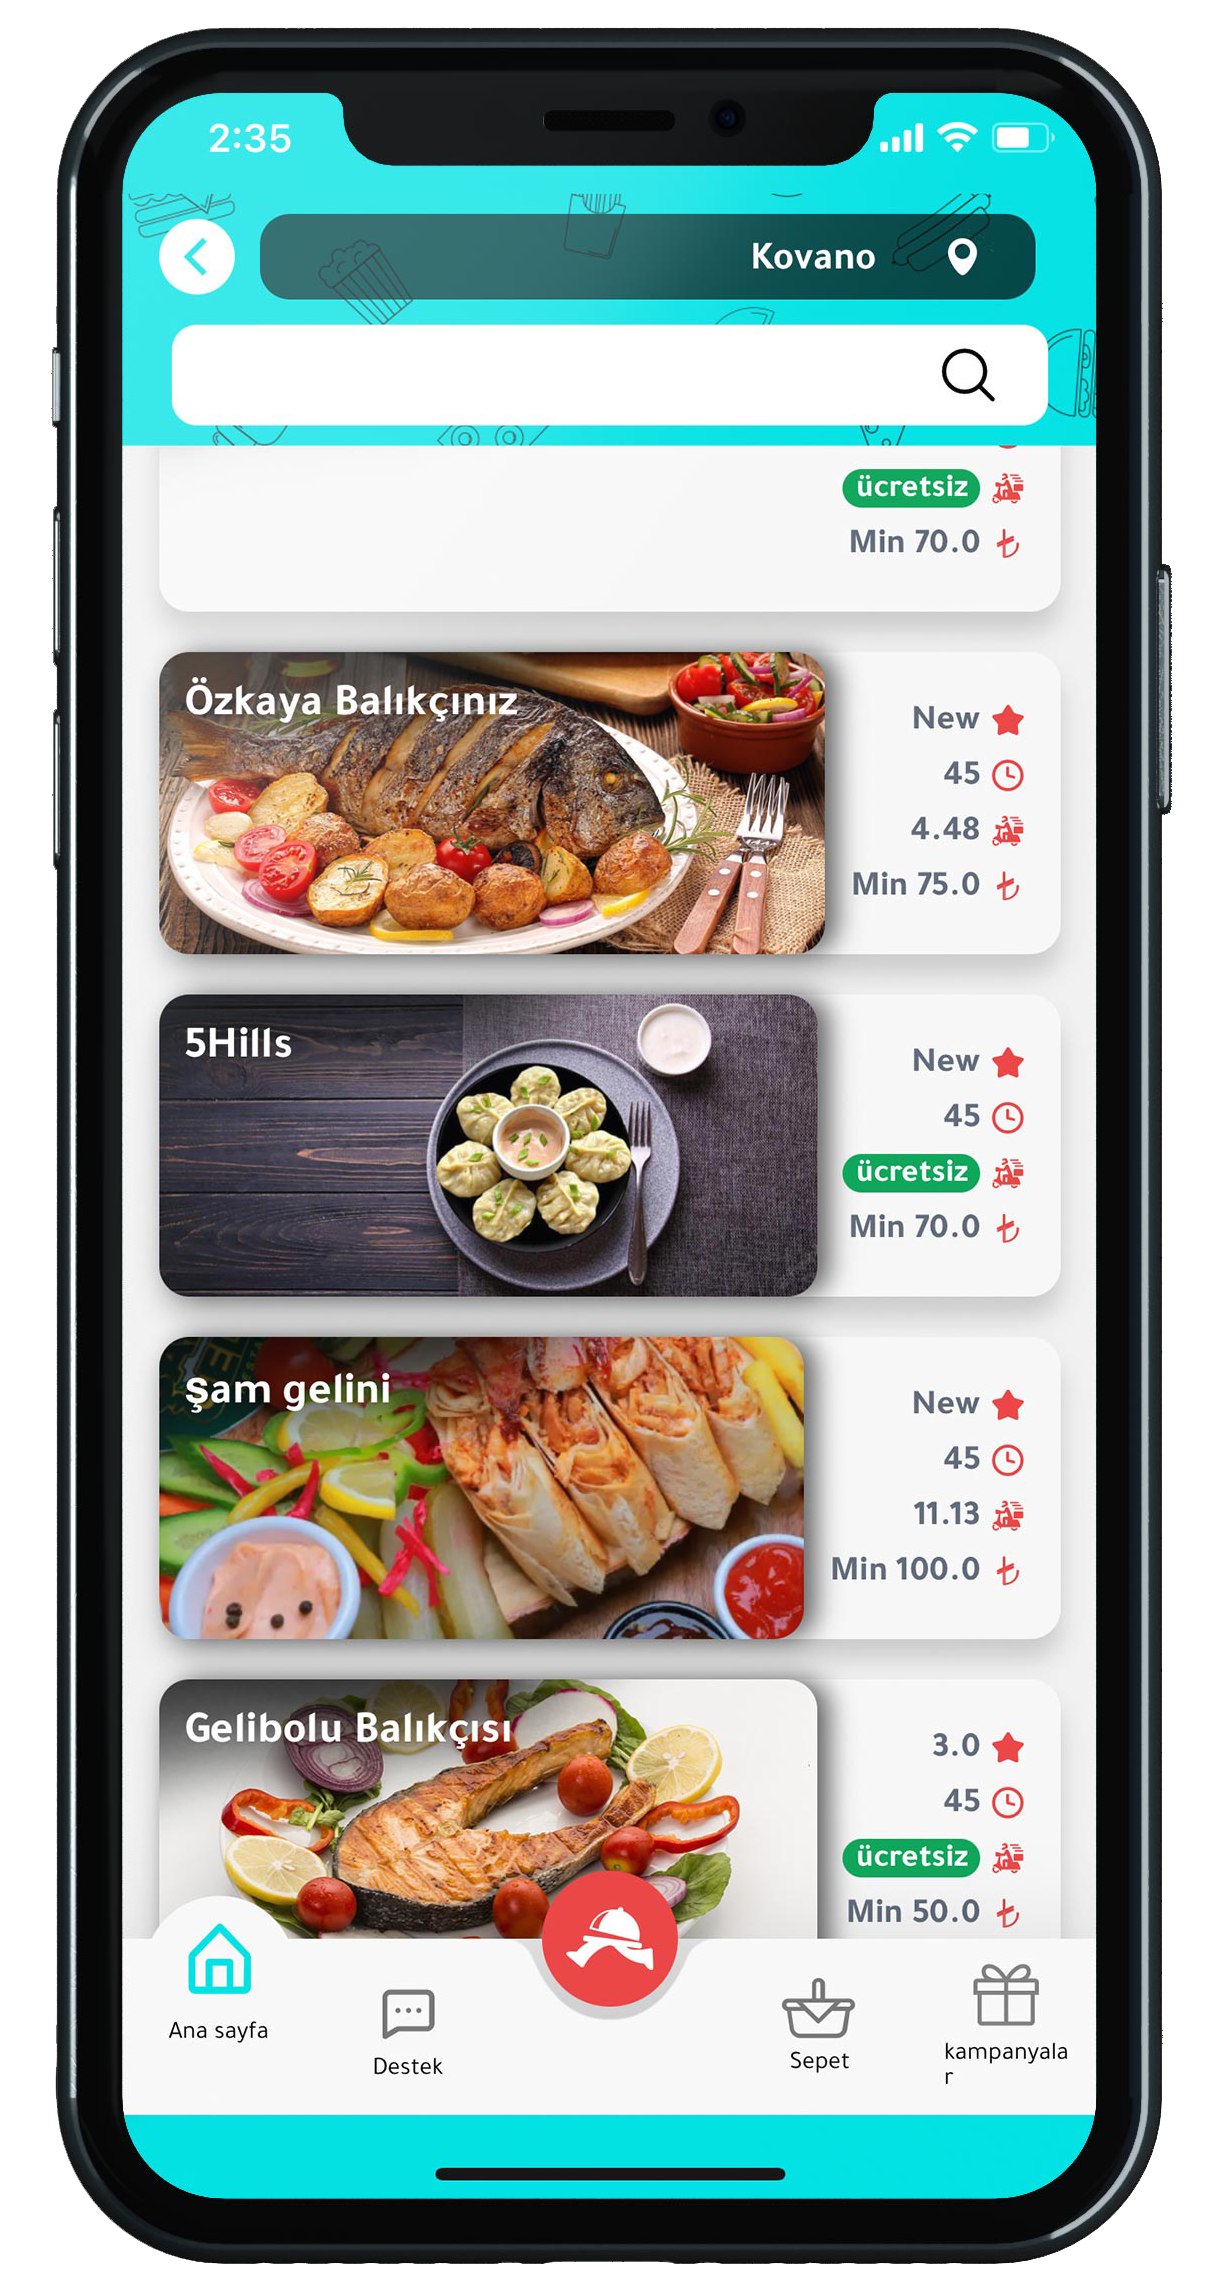 2:35
Kovano
ücretsiz
Min 70.0 ₺
Özkaya Balıkçınız
New
45
4.48
Min 75.0 ₺
5Hills
New
45
ücretsiz
Min 70.0 ₺
Şam gelini
New
45
11.13
Min 100.0 ₺
Gelibolu Balıkçısı
3.0
45
ücretsiz
Min 50.0 ₺
Ana sayfa
Destek
Sepet
kampanyala
r